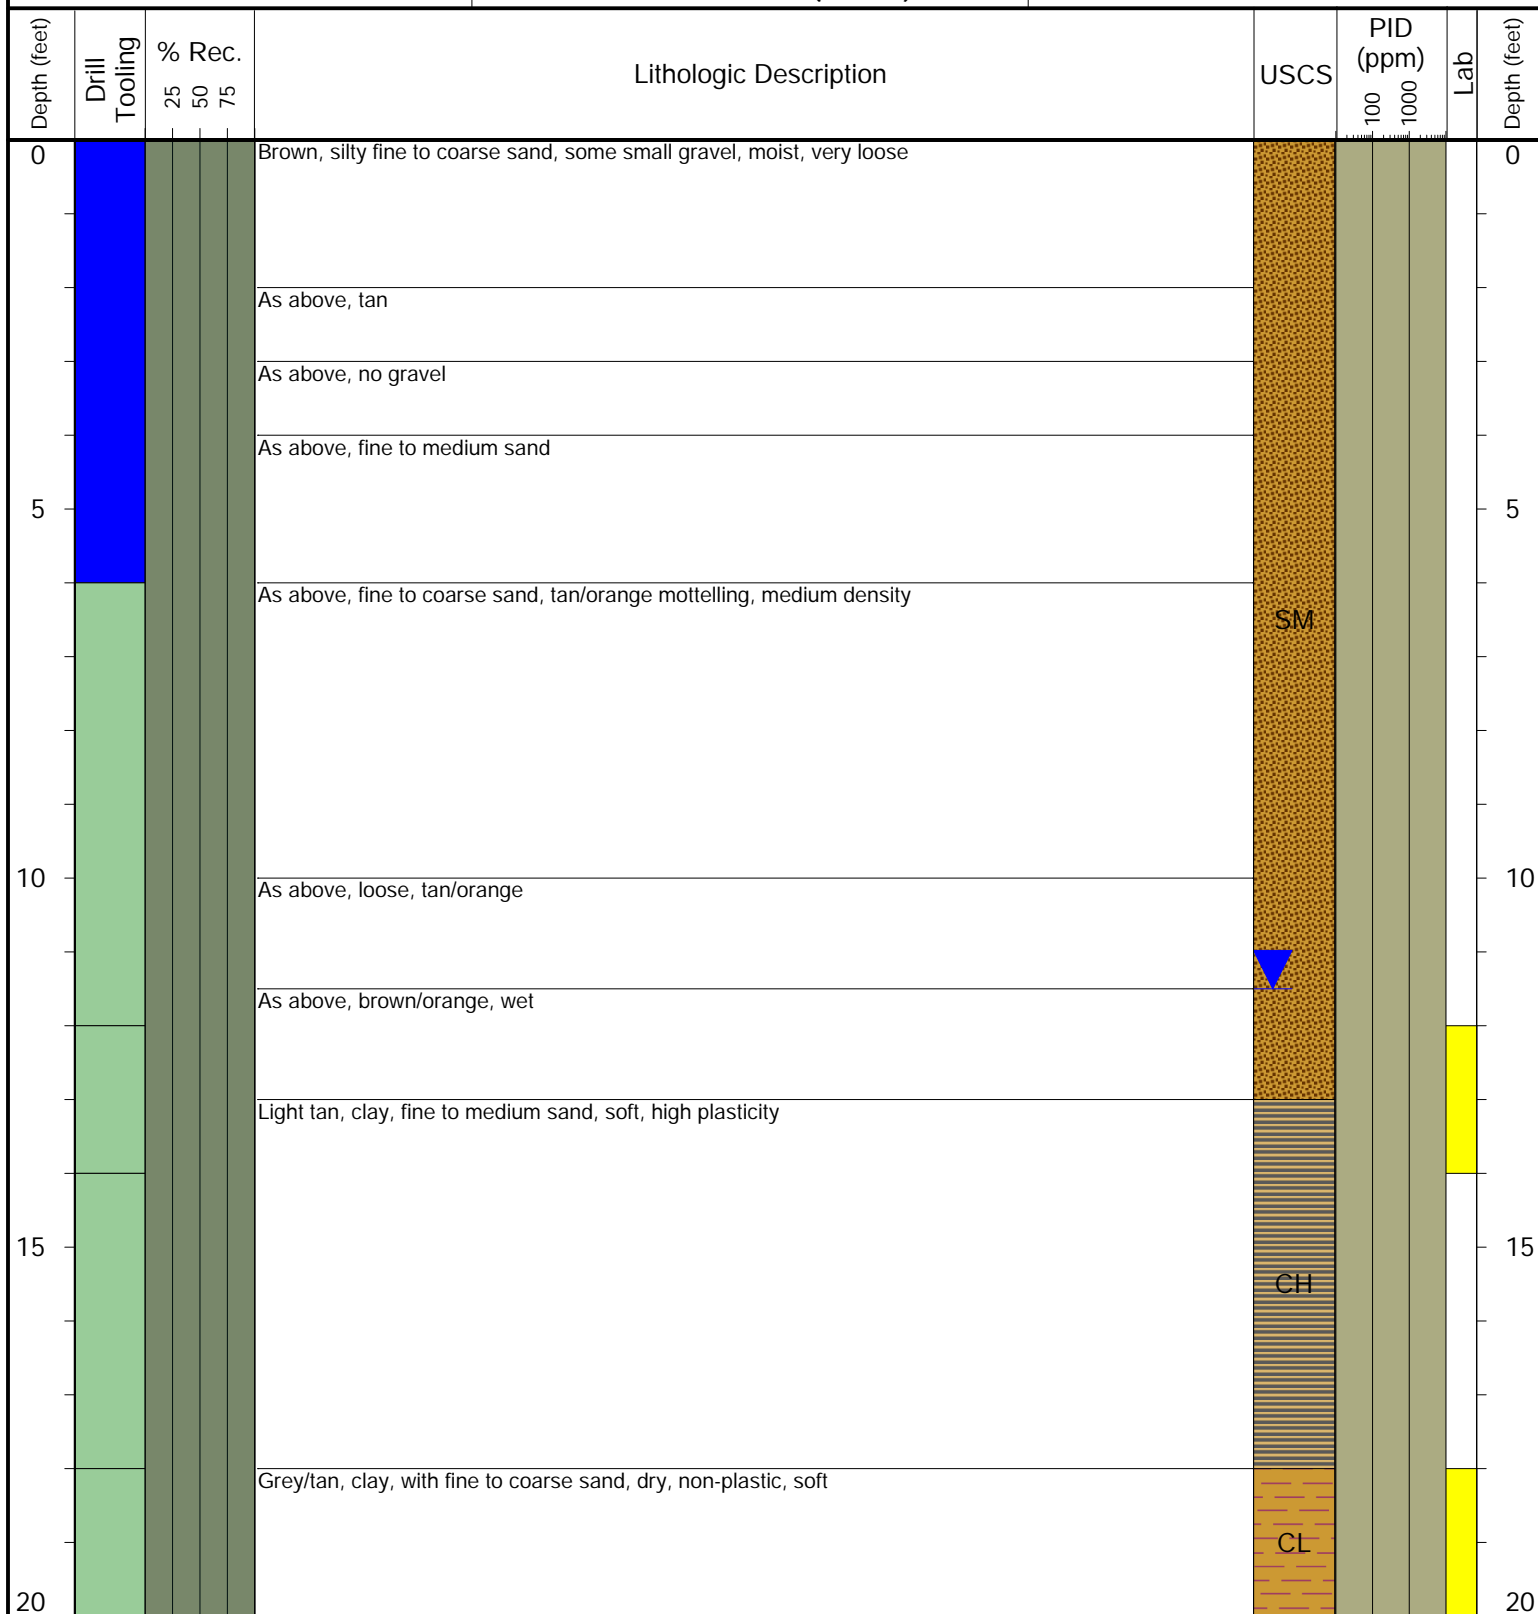 Depth (feet)
Drill
Tooling
% Rec.
25 50 75
Lithologic Description
USCS
PID
(ppm)
100 1000
Lab
Depth (feet)
0
Brown, silty fine to coarse sand, some small gravel, moist, very loose
0
As above, tan
As above, no gravel
As above, fine to medium sand
5
5
As above, fine to coarse sand, tan/orange mottelling, medium density
SM
10
As above, loose, tan/orange
10
As above, brown/orange, wet
Light tan, clay, fine to medium sand, soft, high plasticity
15
15
CH
Grey/tan, clay, with fine to coarse sand, dry, non-plastic, soft
CL
20
20